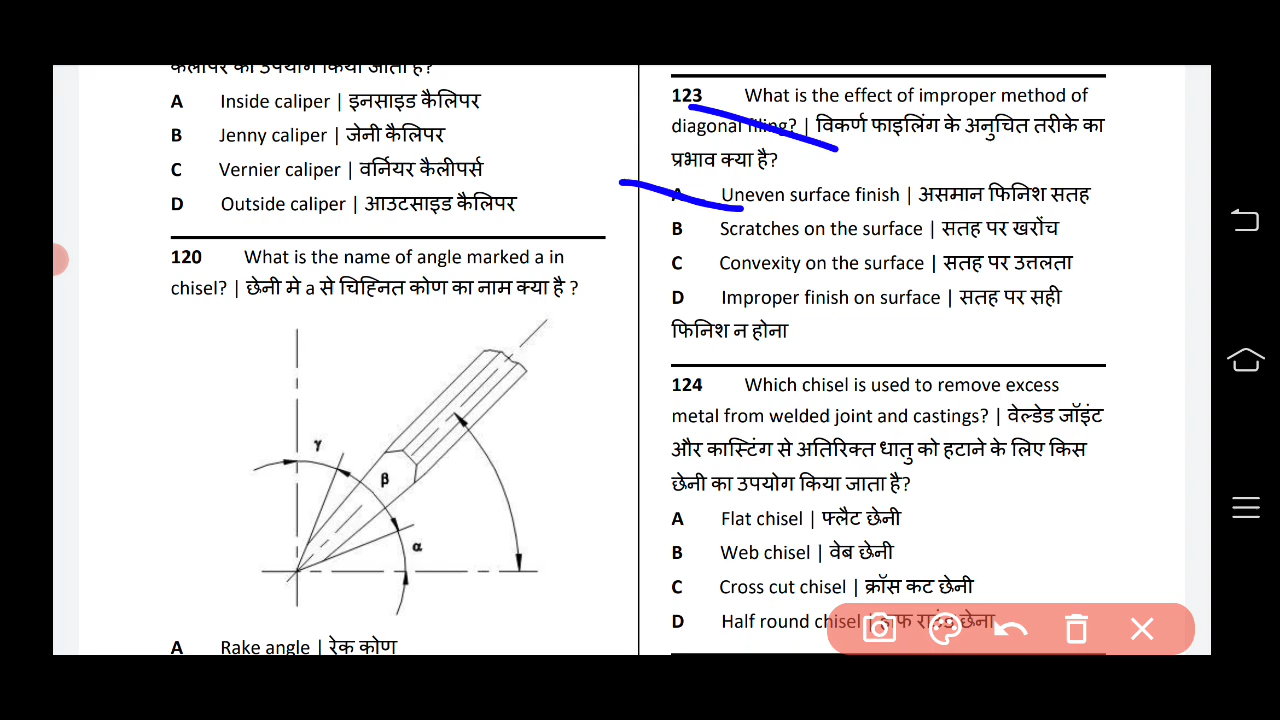 कैलीपर का उपयोग किया जाता है?
A Inside caliper | इनसाइड कैलिपर
B Jenny caliper | जेनी कैलिपर
C Vernier caliper | वर्नियर कैलीपर्स
D Outside caliper | आउटसाइड कैलिपर
120 What is the name of angle marked a in
chisel? | छेनी मे a से चिह्नित कोण का नाम क्या है ?
γ
β
α
A Rake angle | रेक कोण
123 What is the effect of improper method of
diagonal filing? | विकर्ण फाइलिंग के अनुचित तरीके का
प्रभाव क्या है?
A Uneven surface finish | असमान फिनिश सतह
B Scratches on the surface | सतह पर खरोंच
C Convexity on the surface | सतह पर उत्तलता
D Improper finish on surface | सतह पर सही
फिनिश न होना
124 Which chisel is used to remove excess
metal from welded joint and castings? | वेल्डेड जॉइंट
और कास्टिंग से अतिरिक्त धातु को हटाने के लिए किस
छेनी का उपयोग किया जाता है?
A Flat chisel | फ्लैट छेनी
B Web chisel | वेब छेनी
C Cross cut chisel | क्रॉस कट छेनी
D Half round chisel | हाफ राउंड छेनी